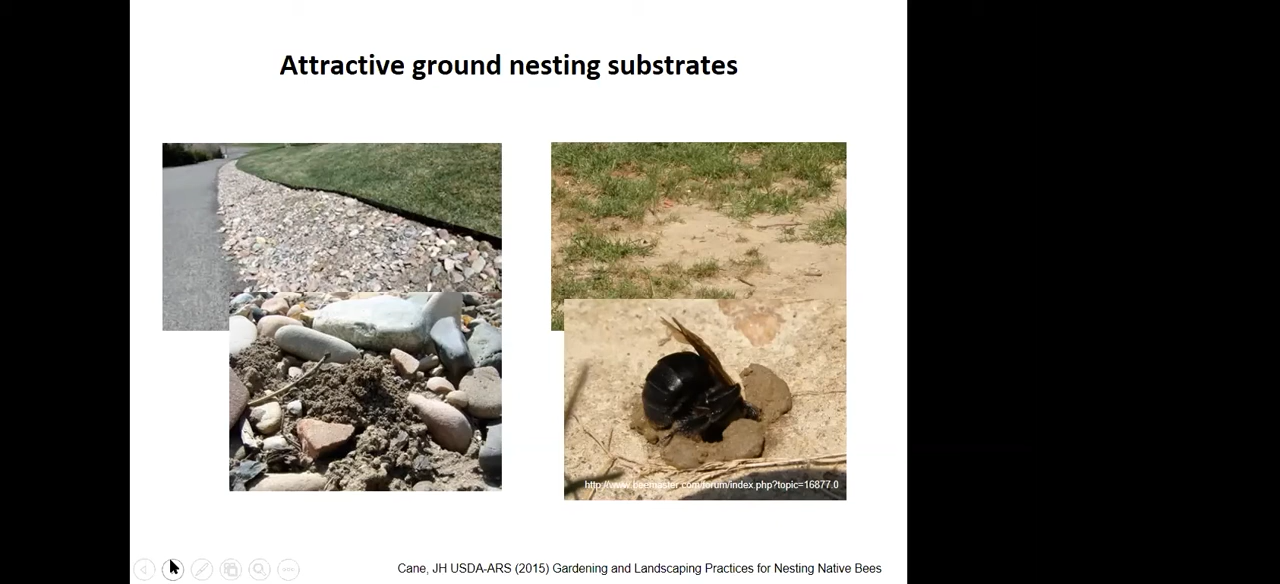 Attractive ground nesting substrates
http://www.beemaster.com/forum/index.php?topic=16877.0
Cane, JH USDA-ARS (2015) Gardening and Landscaping Practices for Nesting Native Bees